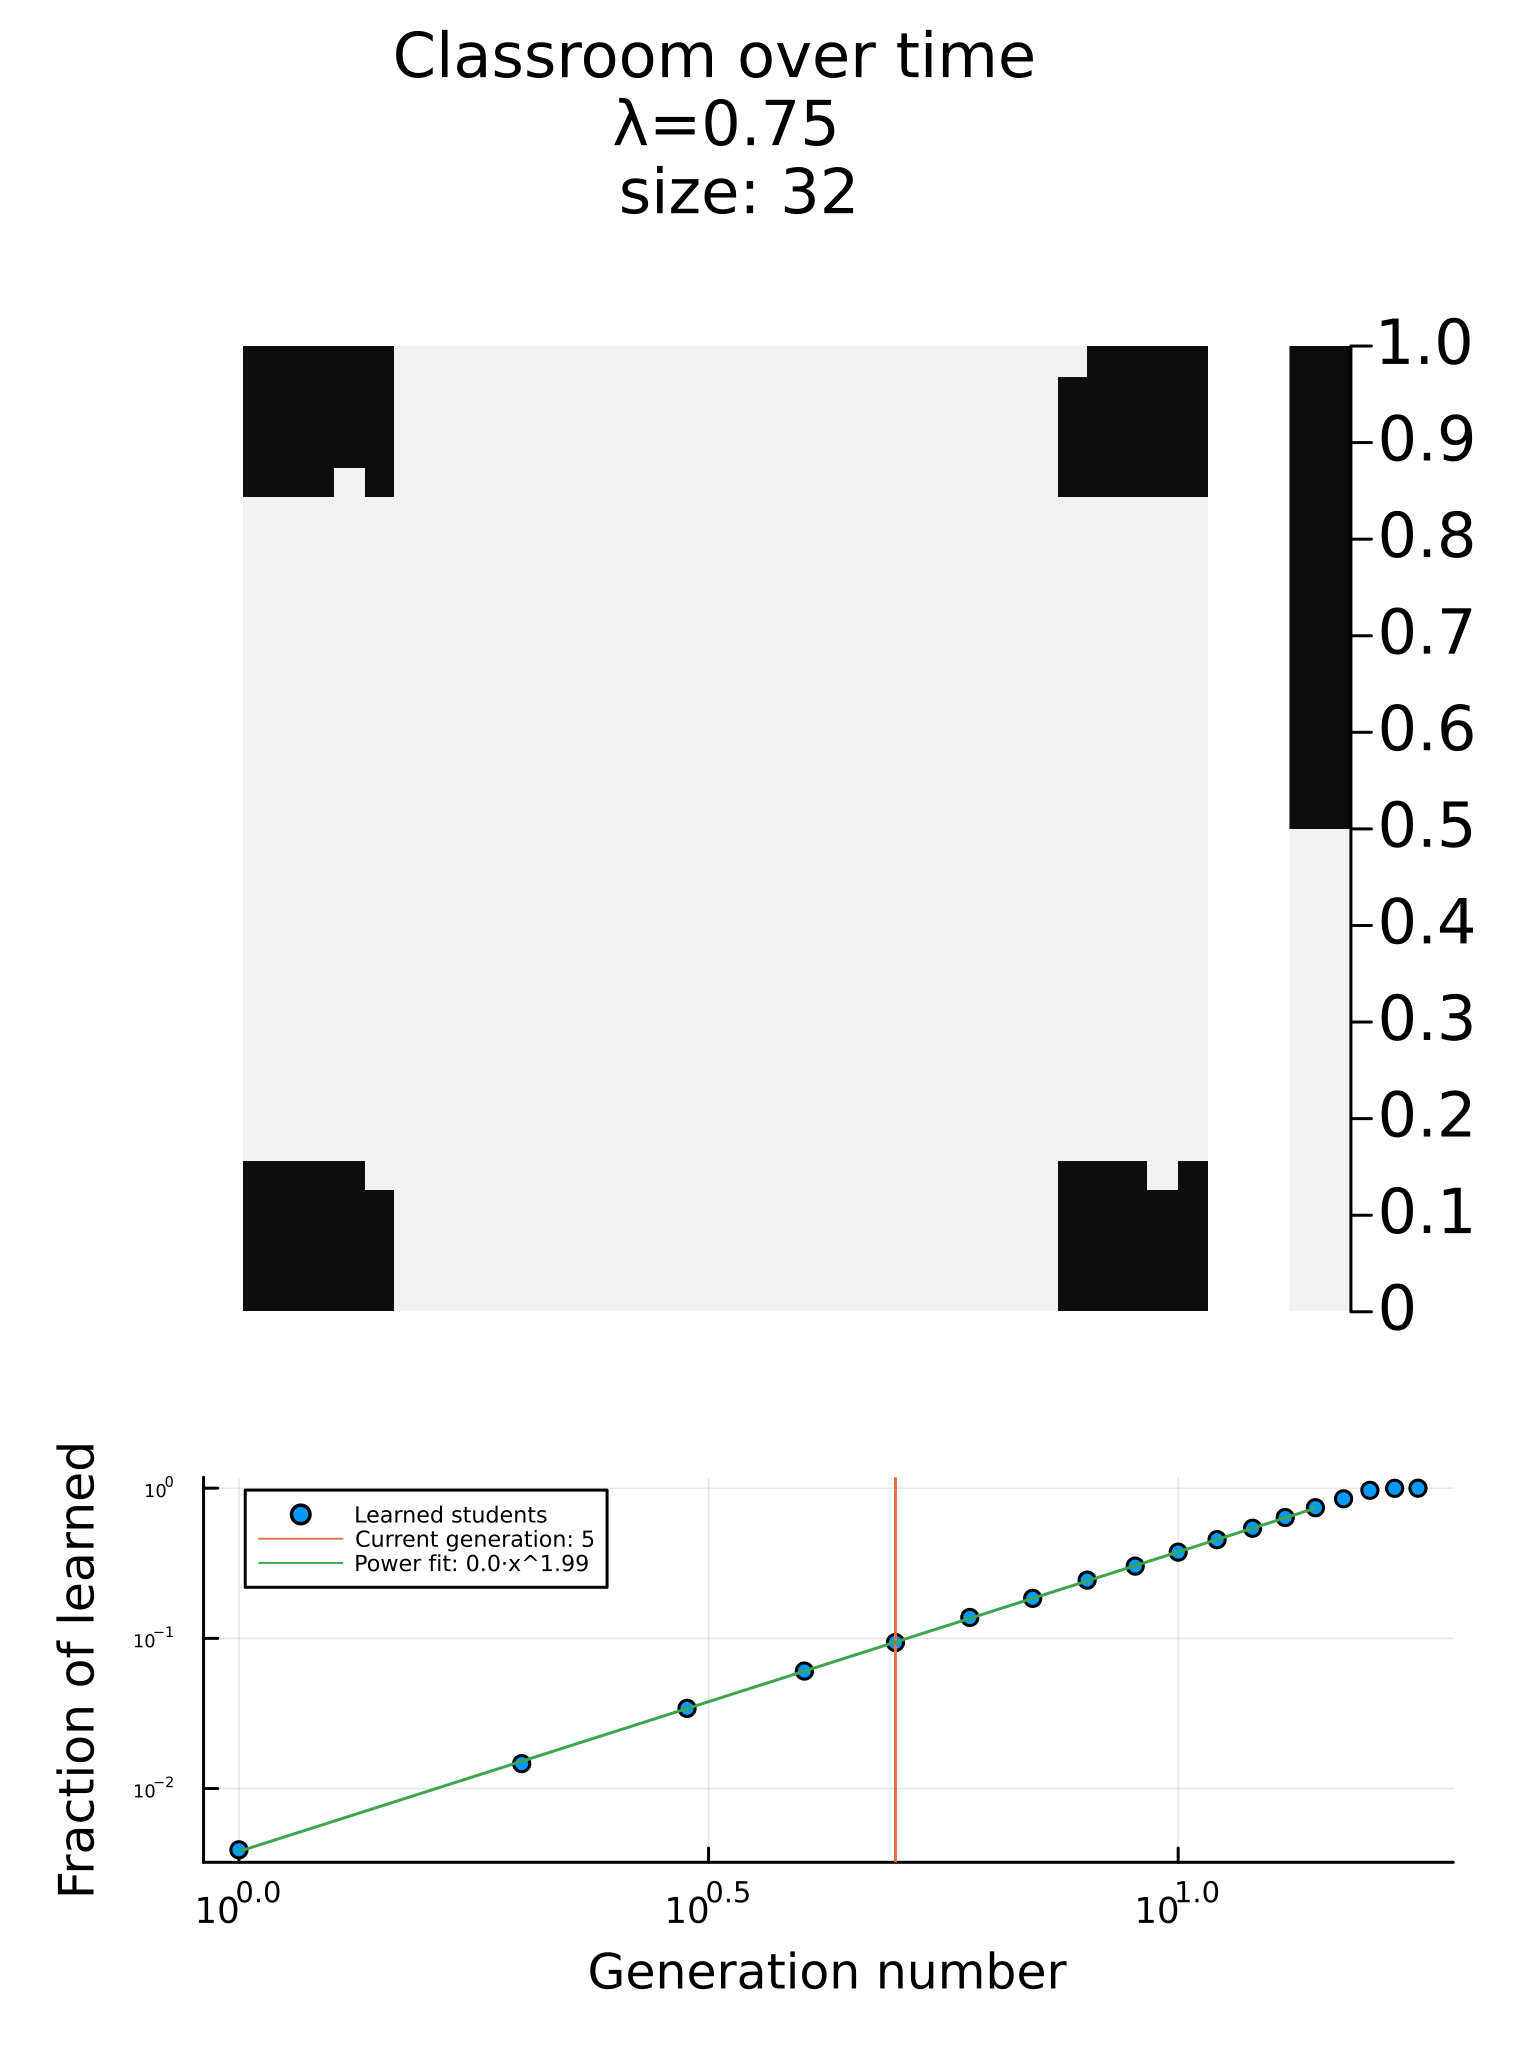 Classroom over time
λ=0.75
size: 32
1.0
0.9
0.8
0.7
0.6
0.5
0.4
0.3
0.2
0.1
0
Fraction of learned
10⁰
10⁻¹
10⁻²
Learned students
Current generation: 5
Power fit: 0.0·x^1.99
10^0.0 10^0.5 10^1.0
Generation number